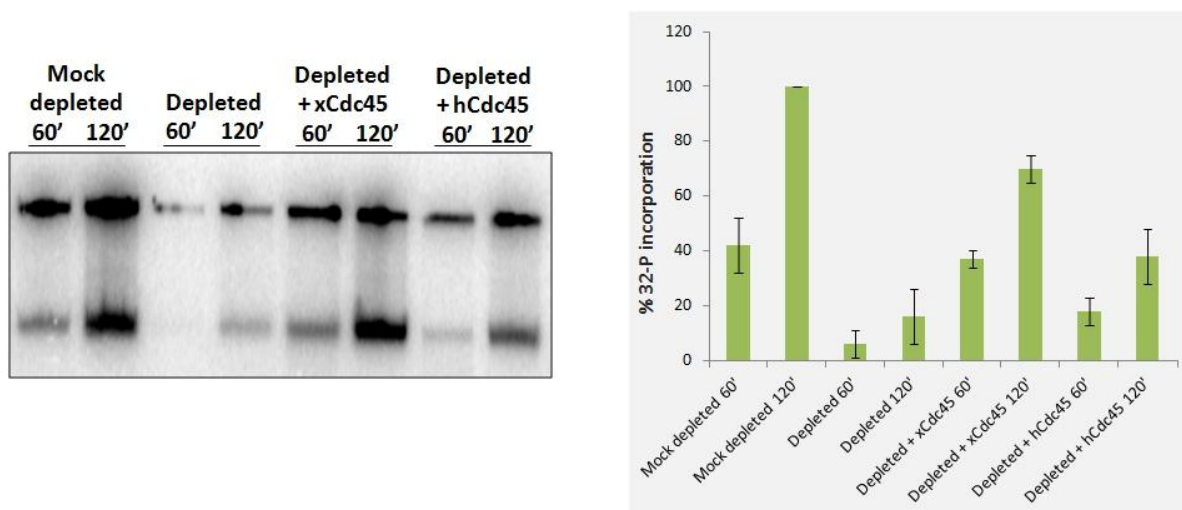 Mock depleted
Depleted
Depleted + xCdc45
Depleted + hCdc45
60’ 120’ 60’ 120’ 60’ 120’ 60’ 120’
% 32-P incorporation
120
100
80
60
40
20
0
Mock depleted 60'
Mock depleted 120'
Depleted 60'
Depleted 120'
Depleted + xCdc45 60'
Depleted + xCdc45 120'
Depleted + hCdc45 60'
Depleted + hCdc45 120'